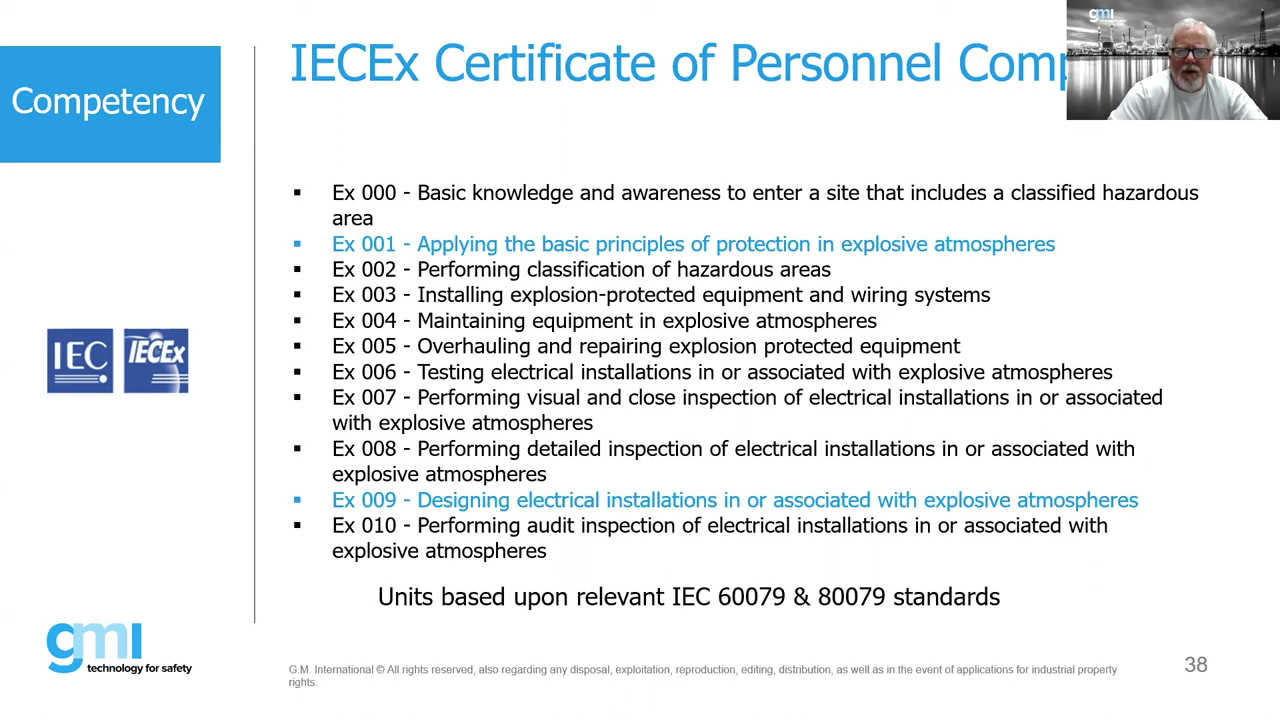 IECEx Certificate of Personnel Comp
gmi
Competency
▪ Ex 000 - Basic knowledge and awareness to enter a site that includes a classified hazardous
area
▪ Ex 001 - Applying the basic principles of protection in explosive atmospheres
▪ Ex 002 - Performing classification of hazardous areas
▪ Ex 003 - Installing explosion-protected equipment and wiring systems
▪ Ex 004 - Maintaining equipment in explosive atmospheres
▪ Ex 005 - Overhauling and repairing explosion protected equipment
▪ Ex 006 - Testing electrical installations in or associated with explosive atmospheres
▪ Ex 007 - Performing visual and close inspection of electrical installations in or associated
with explosive atmospheres
▪ Ex 008 - Performing detailed inspection of electrical installations in or associated with
explosive atmospheres
▪ Ex 009 - Designing electrical installations in or associated with explosive atmospheres
▪ Ex 010 - Performing audit inspection of electrical installations in or associated with
explosive atmospheres
IEC
IECEx
Units based upon relevant IEC 60079 & 80079 standards
gmi
technology for safety
G.M. International © All rights reserved, also regarding any disposal, exploitation, reproduction, editing, distribution, as well as in the event of applications for industrial property
rights.
38